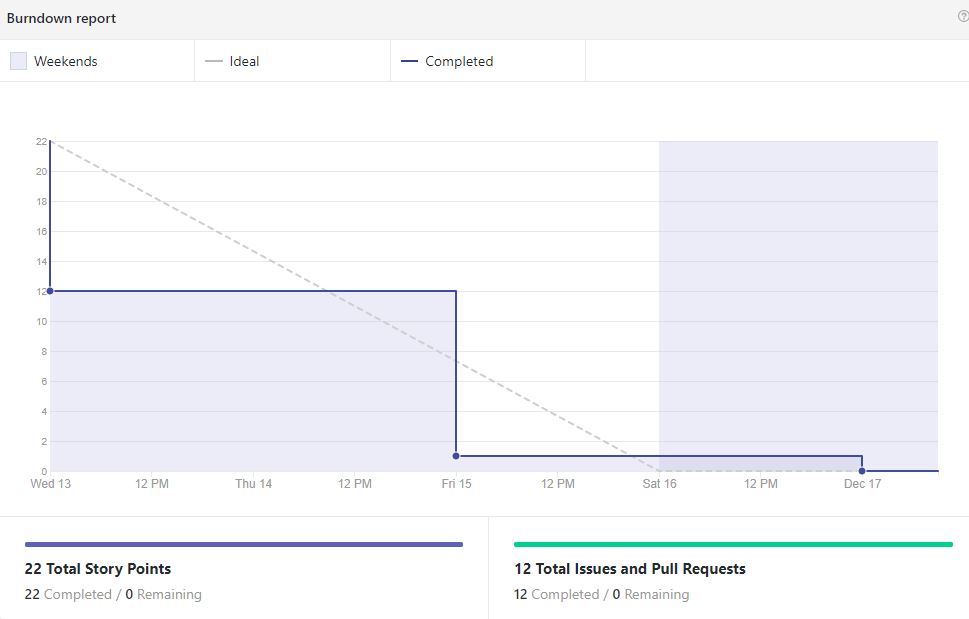 Burndown report
Weekends
Ideal
Completed
22
20
18
16
14
12
10
8
6
4
2
0
Wed 13 12 PM Thu 14 12 PM Fri 15 12 PM Sat 16 12 PM Dec 17
22 Total Story Points
22 Completed / 0 Remaining
12 Total Issues and Pull Requests
12 Completed / 0 Remaining